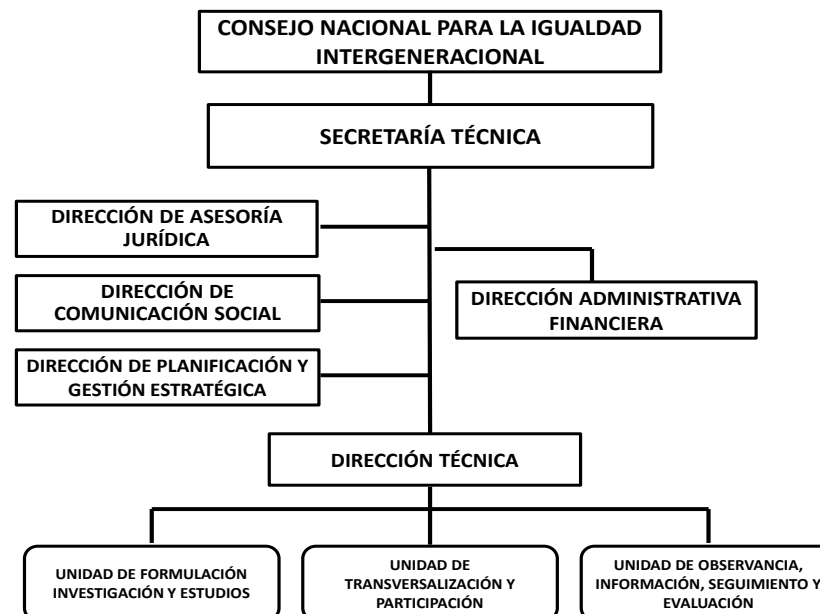 CONSEJO NACIONAL PARA LA IGUALDAD
INTERGENERACIONAL
SECRETARÍA TÉCNICA
DIRECCIÓN DE ASESORÍA
JURÍDICA
DIRECCIÓN DE
COMUNICACIÓN SOCIAL
DIRECCIÓN ADMINISTRATIVA
FINANCIERA
DIRECCIÓN DE PLANIFICACIÓN Y
GESTIÓN ESTRATÉGICA
DIRECCIÓN TÉCNICA
UNIDAD DE FORMULACIÓN
INVESTIGACIÓN Y ESTUDIOS
UNIDAD DE
TRANSVERSALIZACIÓN Y
PARTICIPACIÓN
UNIDAD DE OBSERVANCIA,
INFORMACIÓN, SEGUIMIENTO Y
EVALUACIÓN